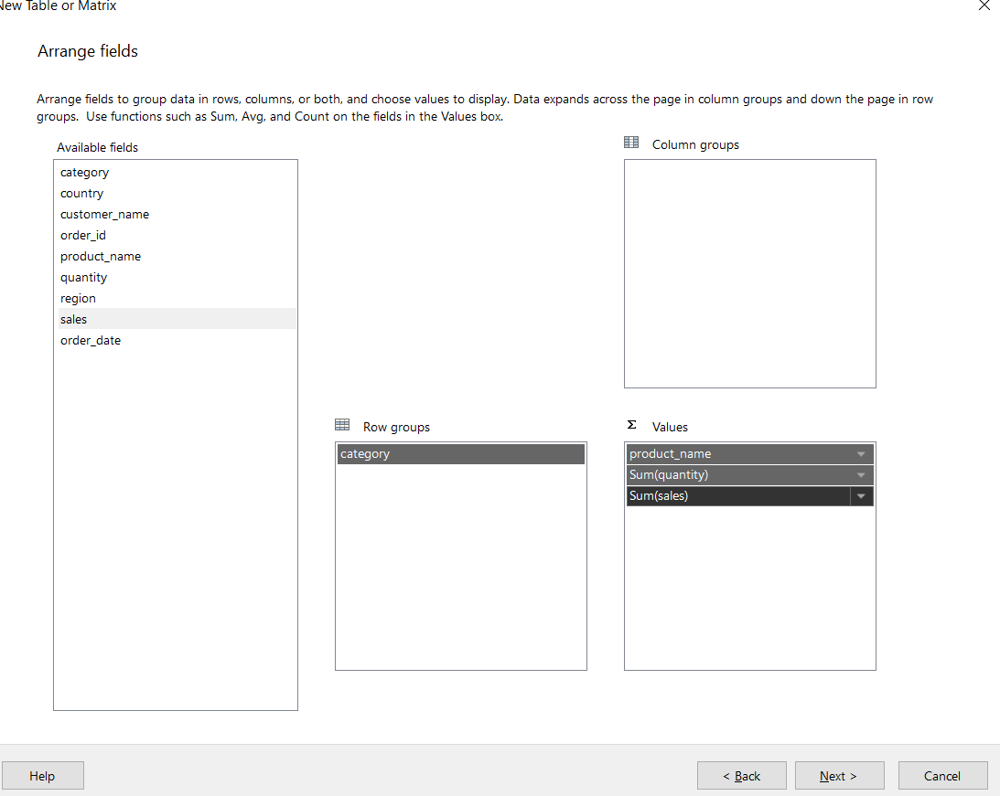 New Table or Matrix
Arrange fields
Arrange fields to group data in rows, columns, or both, and choose values to display. Data expands across the page in column groups and down the page in row
groups.  Use functions such as Sum, Avg, and Count on the fields in the Values box.
Available fields
category
country
customer_name
order_id
product_name
quantity
region
sales
order_date
Column groups
Row groups
category
Σ Values
product_name
Sum(quantity)
Sum(sales)
Help
< Back
Next >
Cancel